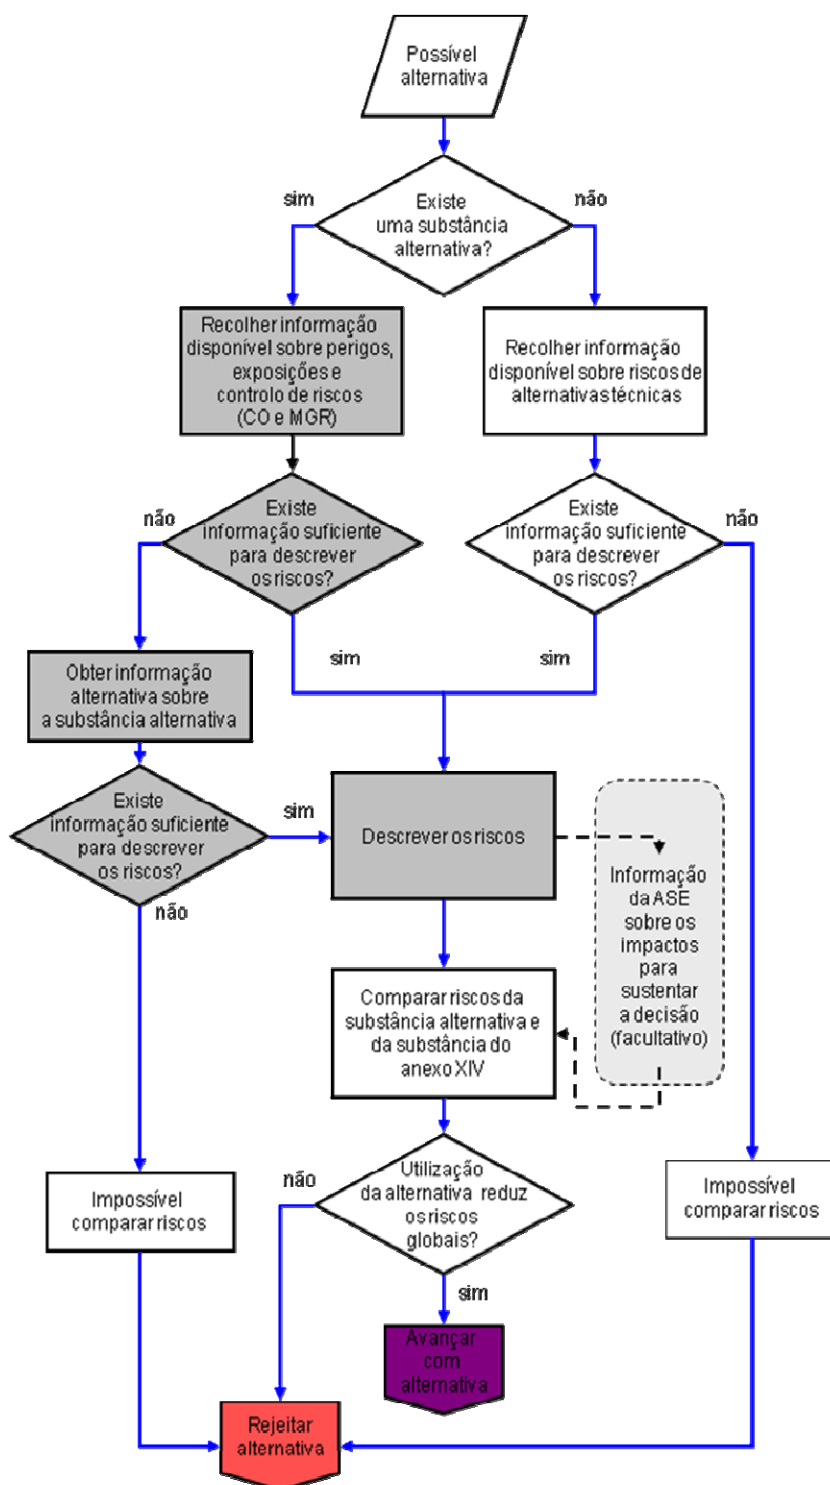 Possível
alternativa
sim
não
Existe
uma substância
alternativa?
Recolher informação
disponível sobre perigos,
exposições e
controlo de riscos
(CO e MGR)
Recolher informação
disponível sobre riscos de
alternativas técnicas
não
Existe
informação suficiente
para descrever
os riscos?
Existe
informação suficiente
para descrever
os riscos?
não
sim
sim
Obter informação
alternativa sobre
a substância alternativa
Existe
informação suficiente
para descrever
os riscos?
sim
não
Descrever os riscos
Informação
da ASE
sobre os
impactos
para
sustentar
a decisão
(facultativo)
Comparar riscos da
substância alternativa e
da substância do
anexo XIV
não
Utilização
da alternativa reduz
os riscos
globais?
sim
Impossível
comparar riscos
Impossível
comparar riscos
Avançar
com
alternativa
Rejeitar
alternativa